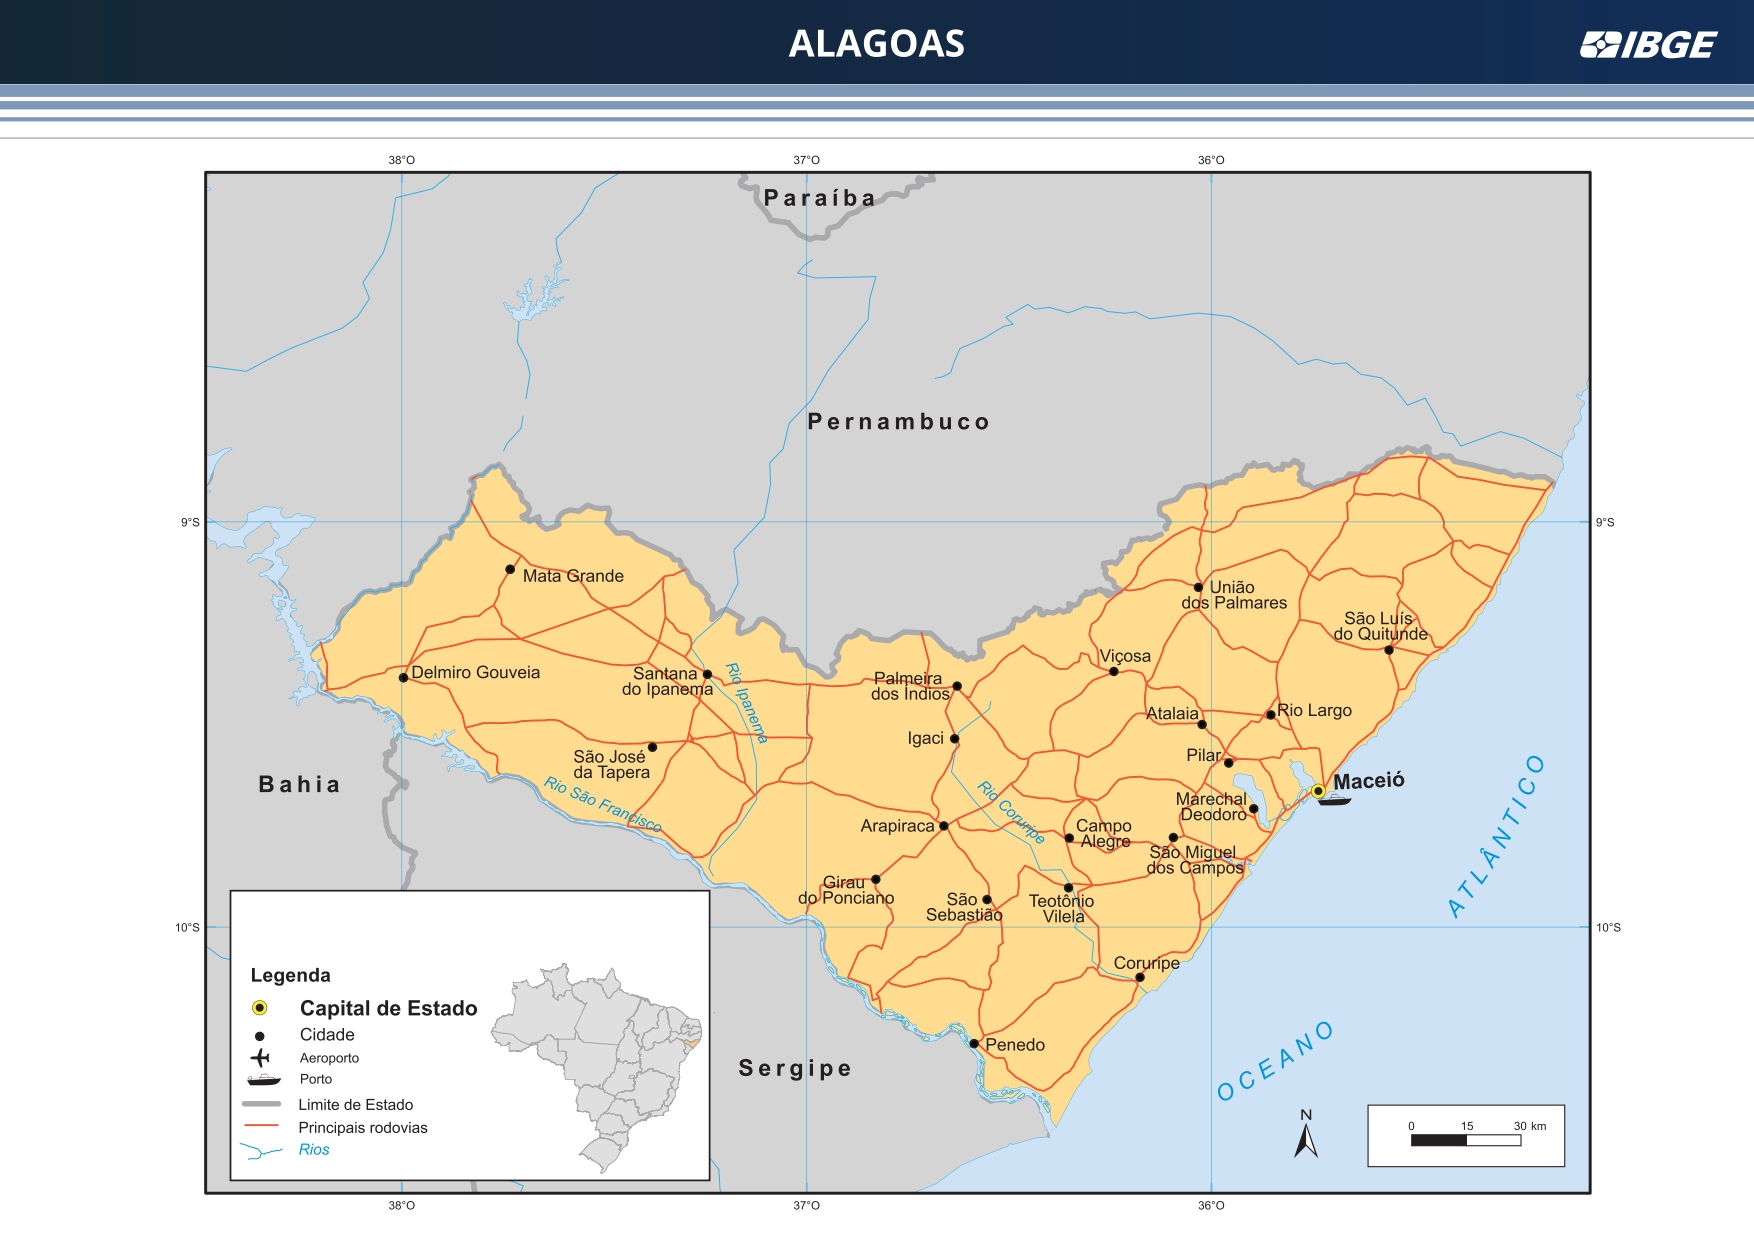 ALAGOAS
IBGE
38°O
37°O
36°O
Paraíba
Pernambuco
9°S
9°S
Mata Grande
União
dos Palmares
São Luís
do Quitunde
Viçosa
Delmiro Gouveia
Santana
do Ipanema
Rio Ipanema
Palmeira
dos Índios
Atalaia
Rio Largo
Igaci
Pilar
São José
da Tapera
Bahia
Rio São Francisco
Rio Coruripe
Maceió
Marechal
Deodoro
Arapiraca
Campo
Alegre
São Miguel
dos Campos
Girau
do Ponciano
São
Sebastião
Teotônio
Vilela
10°S
10°S
Coruripe
Penedo
Sergipe
OCEANO
ATLÂNTICO
Legenda
Capital de Estado
Cidade
Aeroporto
Porto
Limite de Estado
Principais rodovias
Rios
N
0 15 30 km
38°O
37°O
36°O